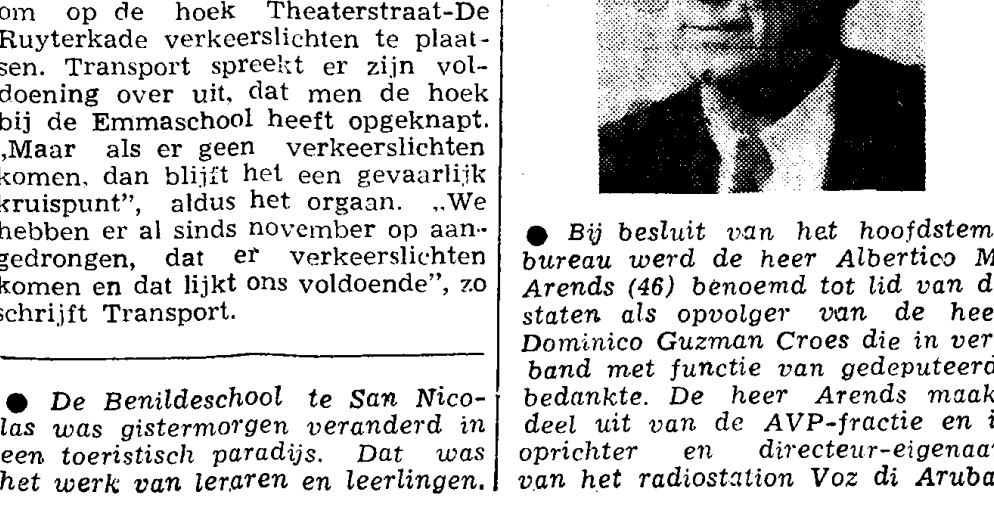 om op de hoek Theaterstraat-De
Ruyterkade verkeerslichten te plaat-
sen. Transport spreekt er zijn vol-
doening over uit, dat men de hoek
bij de Emmaschool heeft opgeknapt.
„Maar als er geen verkeerslichten
komen, dan blijft het een gevaarlijk
kruispunt”, aldus het orgaan. „We
hebben er al sinds november op aan-
gedrongen, dat er verkeerslichten
komen en dat lijkt ons voldoende”, zo
schrijft Transport.
● De Benildeschool te San Nico-
las was gistermorgen veranderd in
een toeristisch paradijs. Dat was
het werk van leraren en leerlingen.
● Bij besluit van het hoofdstem
bureau werd de heer Albertico M
Arends (46) benoemd tot lid van d
staten als opvolger van de hee
Dominico Guzman Croes die in ver
band met functie van gedeputeerd
bedankte. De heer Arends maak
deel uit van de AVP-fractie en i
oprichter en directeur-eigenaa
van het radiostation Voz di Aruba